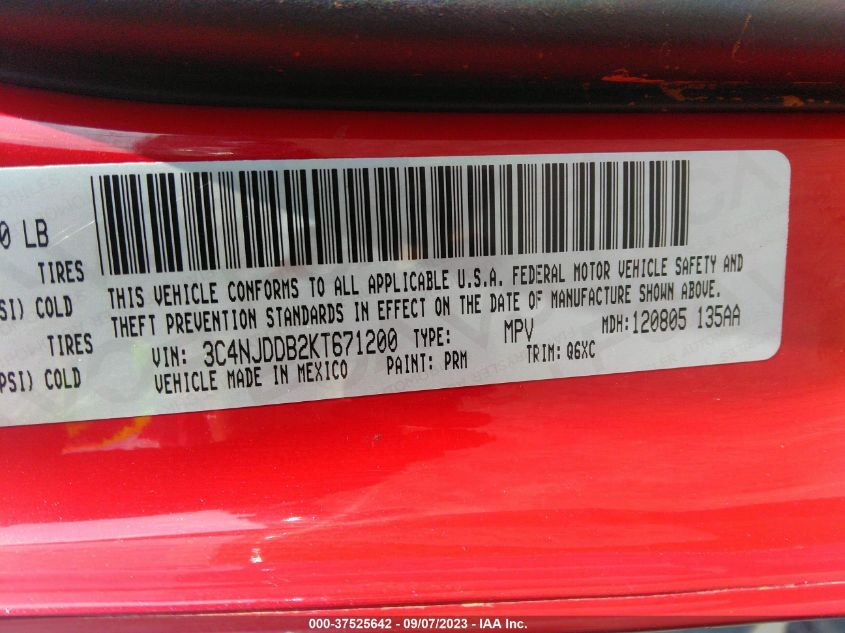 0 LB
TIRES
SI) COLD
TIRES
PSI) COLD
THIS VEHICLE CONFORMS TO ALL APPLICABLE U.S.A. FEDERAL MOTOR VEHICLE SAFETY AND
THEFT PREVENTION STANDARDS IN EFFECT ON THE DATE OF MANUFACTURE SHOWN ABOVE.
VIN: 3C4NJDDB2KT671200 TYPE: MPV MDH:120805 135AA
VEHICLE MADE IN MEXICO PAINT: PRM TRIM: Q6XC
000-37525642 - 09/07/2023 - IAA Inc.